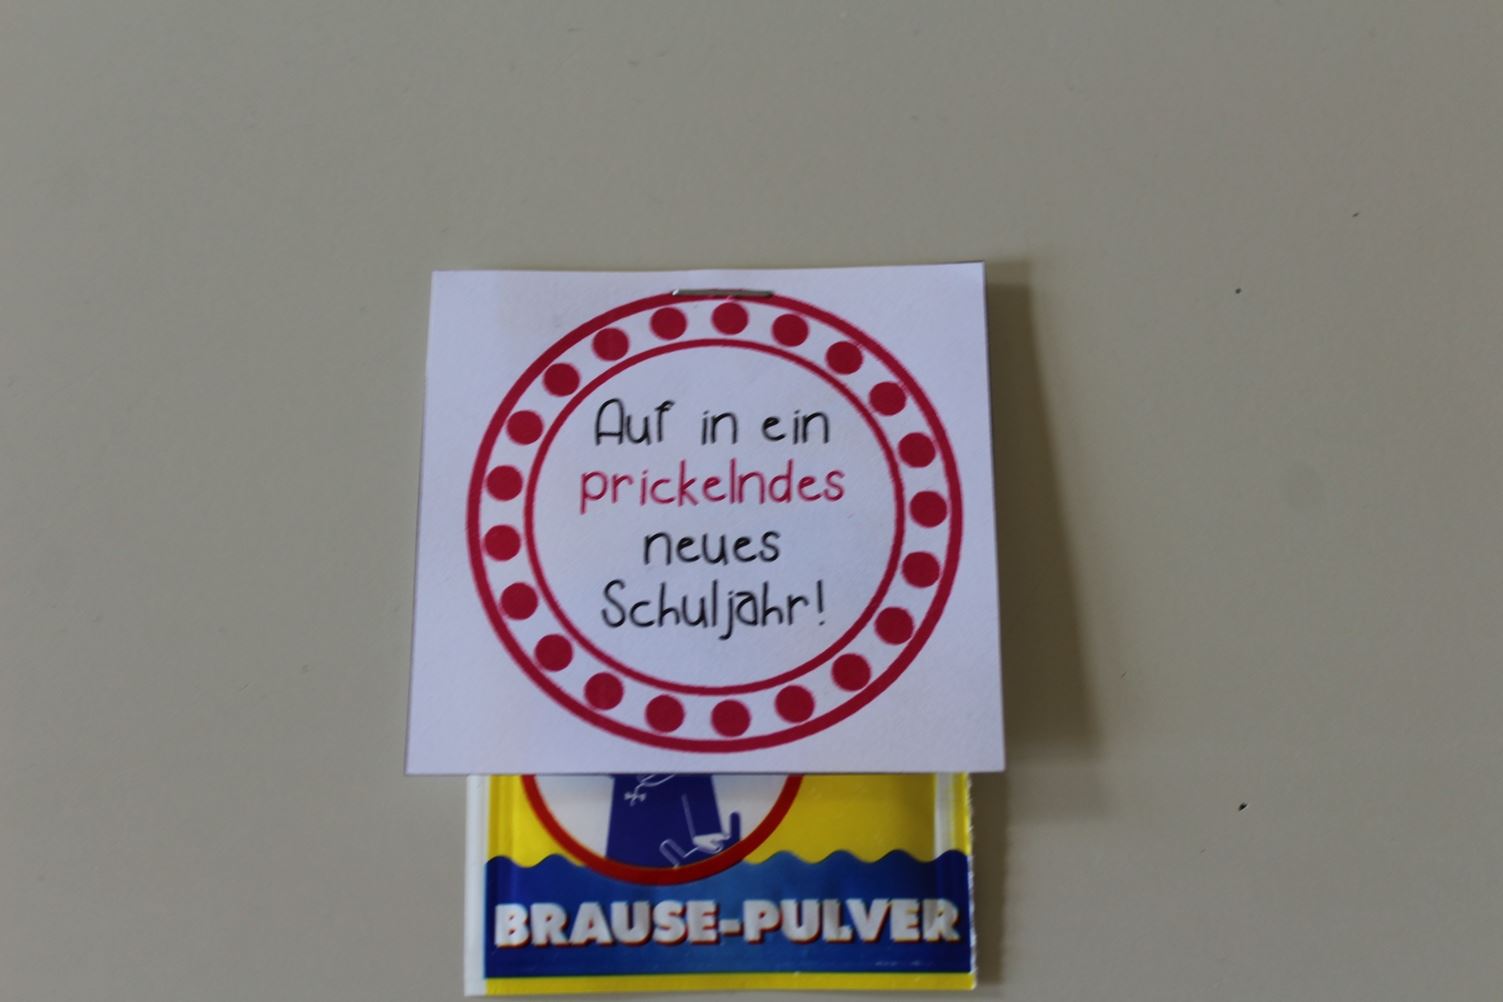 Auf in ein
prickelndes
neues
Schuljahr!
BRAUSE-PULVER